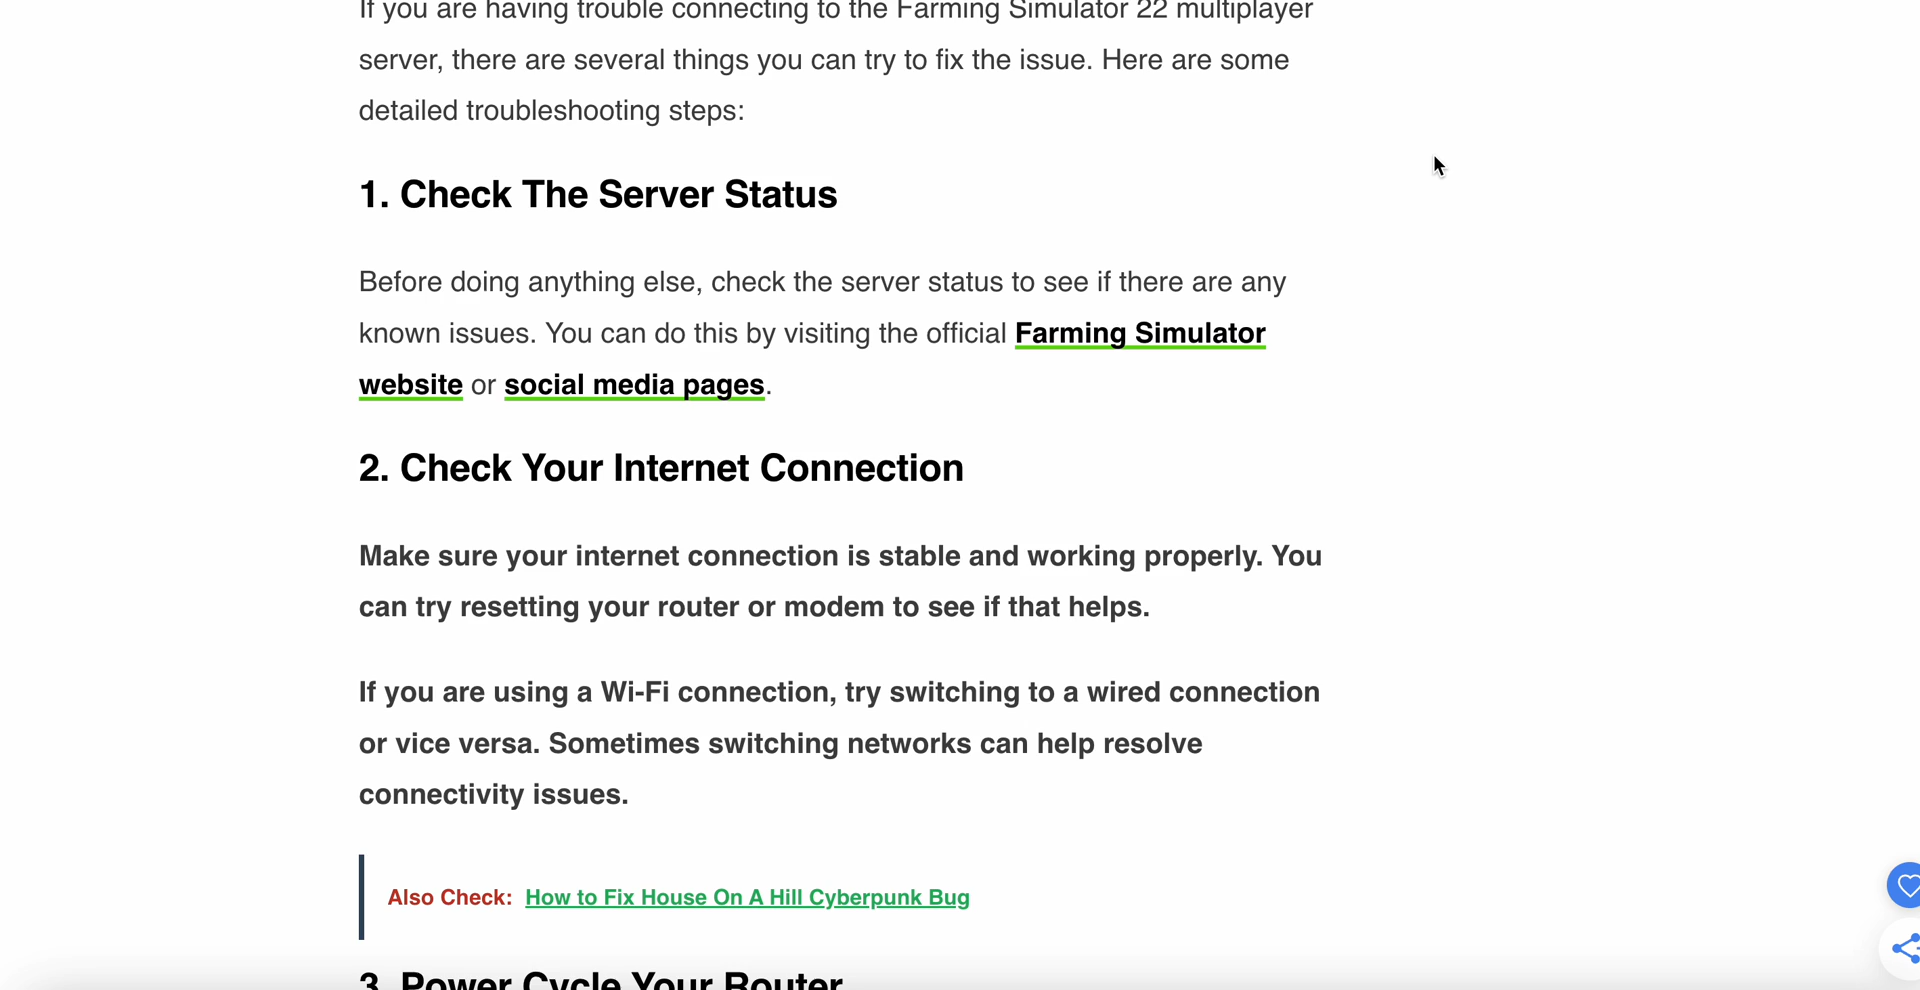 If you are having trouble connecting to the Farming Simulator 22 multiplayer
server, there are several things you can try to fix the issue. Here are some
detailed troubleshooting steps:
1. Check The Server Status
Before doing anything else, check the server status to see if there are any
known issues. You can do this by visiting the official Farming Simulator
website or social media pages.
2. Check Your Internet Connection
Make sure your internet connection is stable and working properly. You
can try resetting your router or modem to see if that helps.
If you are using a Wi-Fi connection, try switching to a wired connection
or vice versa. Sometimes switching networks can help resolve
connectivity issues.
Also Check: How to Fix House On A Hill Cyberpunk Bug
3. Power Cycle Your Router